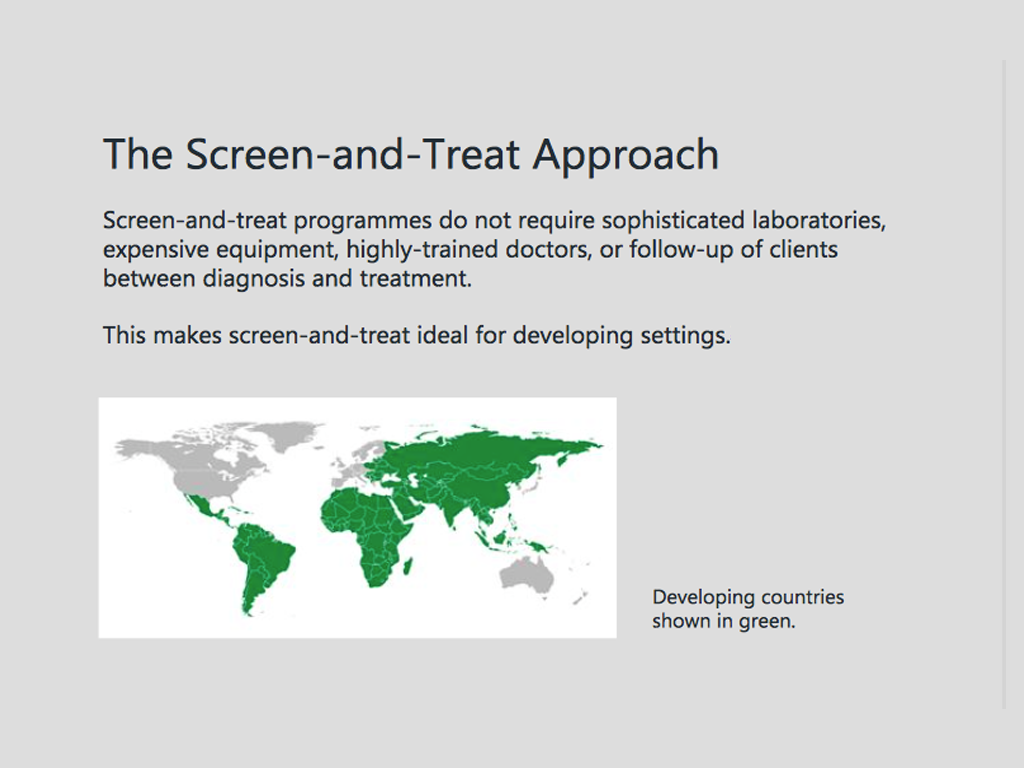 The Screen-and-Treat Approach
Screen-and-treat programmes do not require sophisticated laboratories,
expensive equipment, highly-trained doctors, or follow-up of clients
between diagnosis and treatment.
This makes screen-and-treat ideal for developing settings.
Developing countries
shown in green.